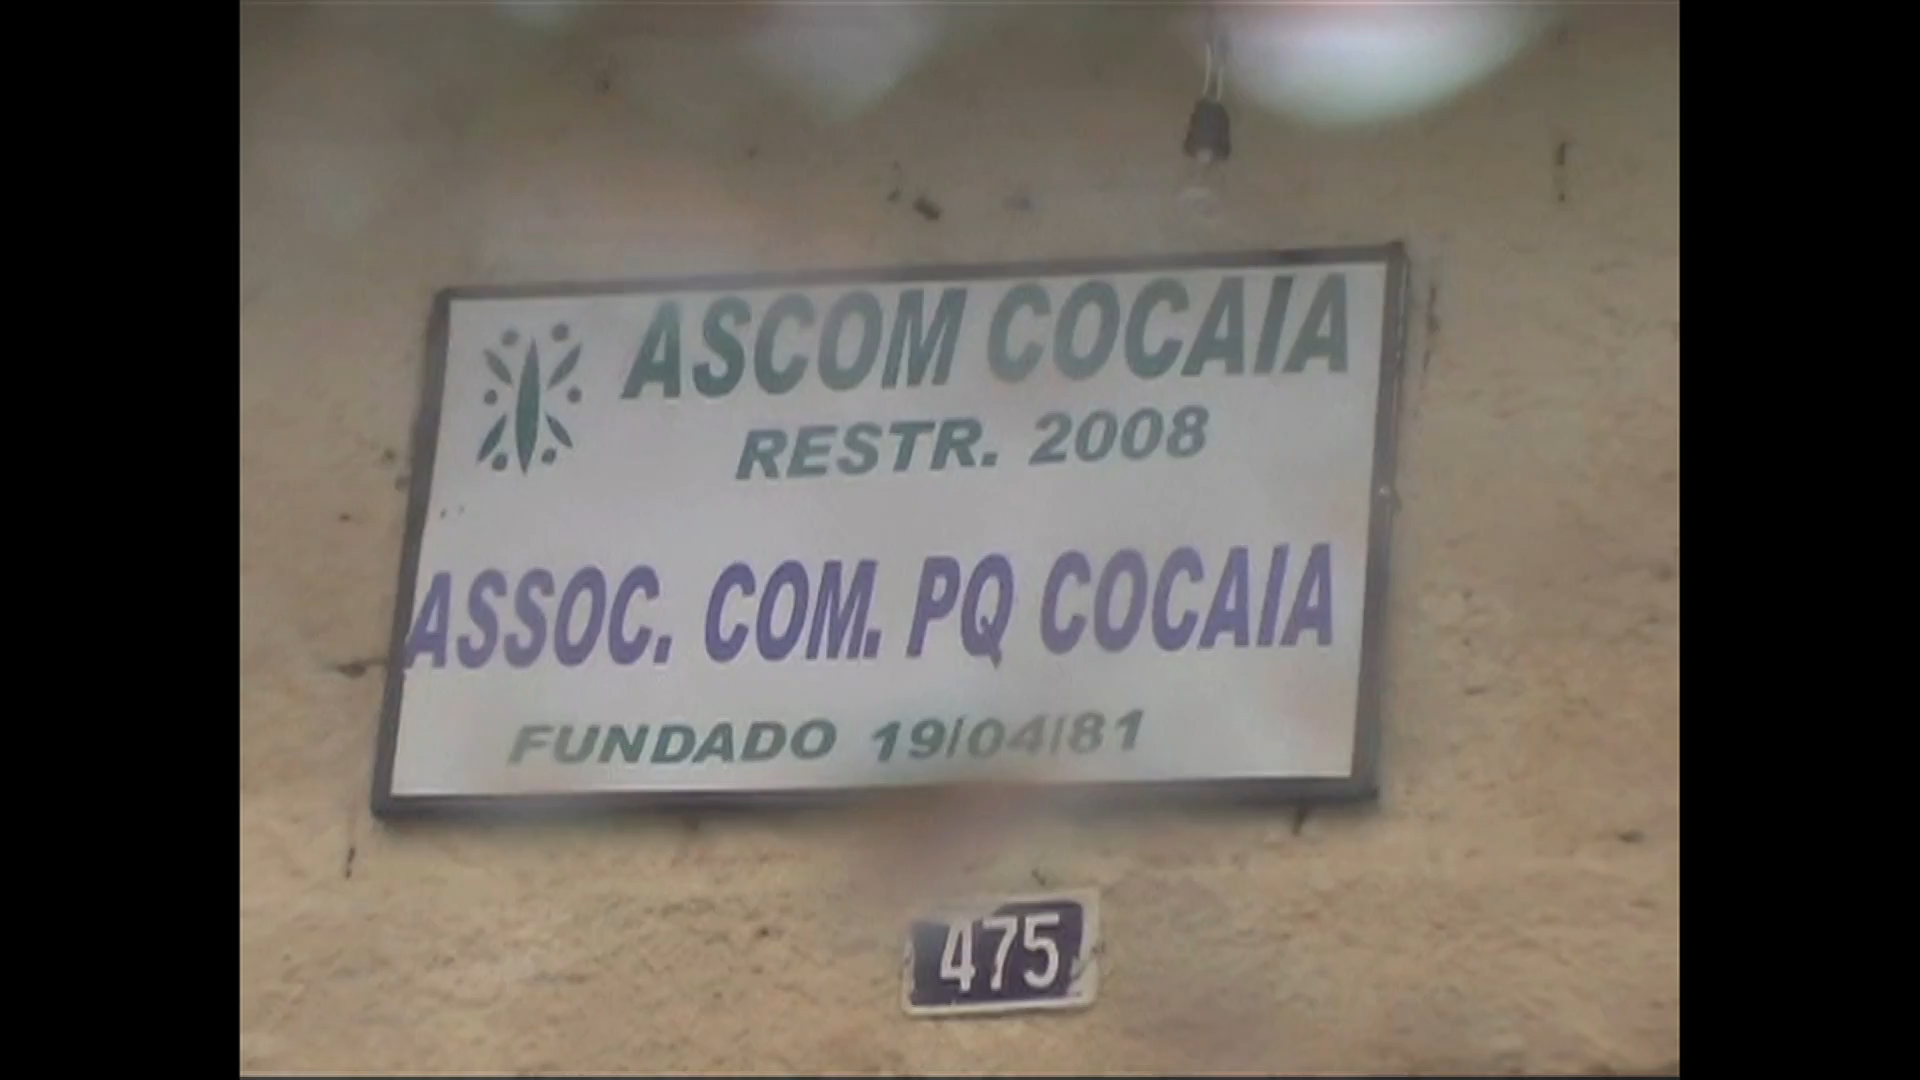 ASCOM COCAIA
RESTR. 2008
ASSOC. COM. PQ COCAIA
FUNDADO 19/04/81
475